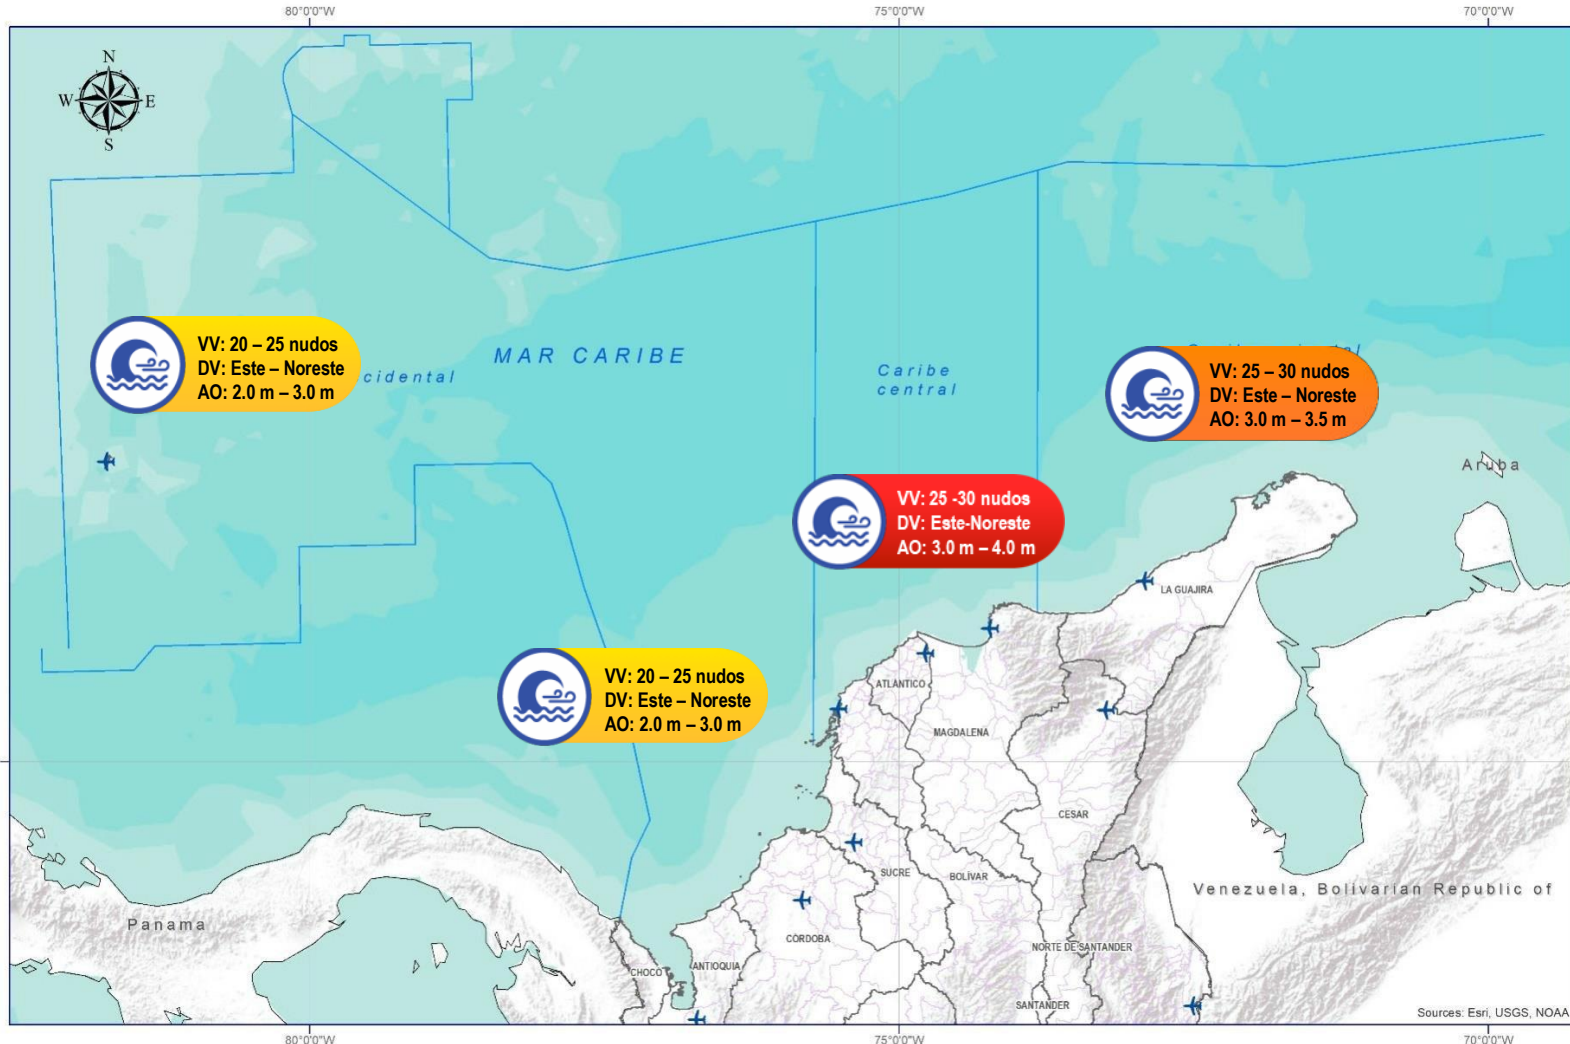 80°0'0"W
75°0'0"W
70°0'0"W
N
W
E
S
VV: 20 – 25 nudos
DV: Este – Noreste
AO: 2.0 m – 3.0 m
cidental
MAR CARIBE
Caribe
central
VV: 25 – 30 nudos
DV: Este – Noreste
AO: 3.0 m – 3.5 m
Aruba
VV: 25 -30 nudos
DV: Este-Noreste
AO: 3.0 m – 4.0 m
LA GUAJIRA
VV: 20 – 25 nudos
DV: Este – Noreste
AO: 2.0 m – 3.0 m
ATLÁNTICO
MAGDALENA
CESAR
SUCRE
BOLÍVAR
Venezuela, Bolivarian Republic of
Panama
CÓRDOBA
NORTE DE SANTANDER
CHOCO
ANTIOQUIA
SANTANDER
Sources: Esri, USGS, NOAA
80°0'0"W
75°0'0"W
70°0'0"W